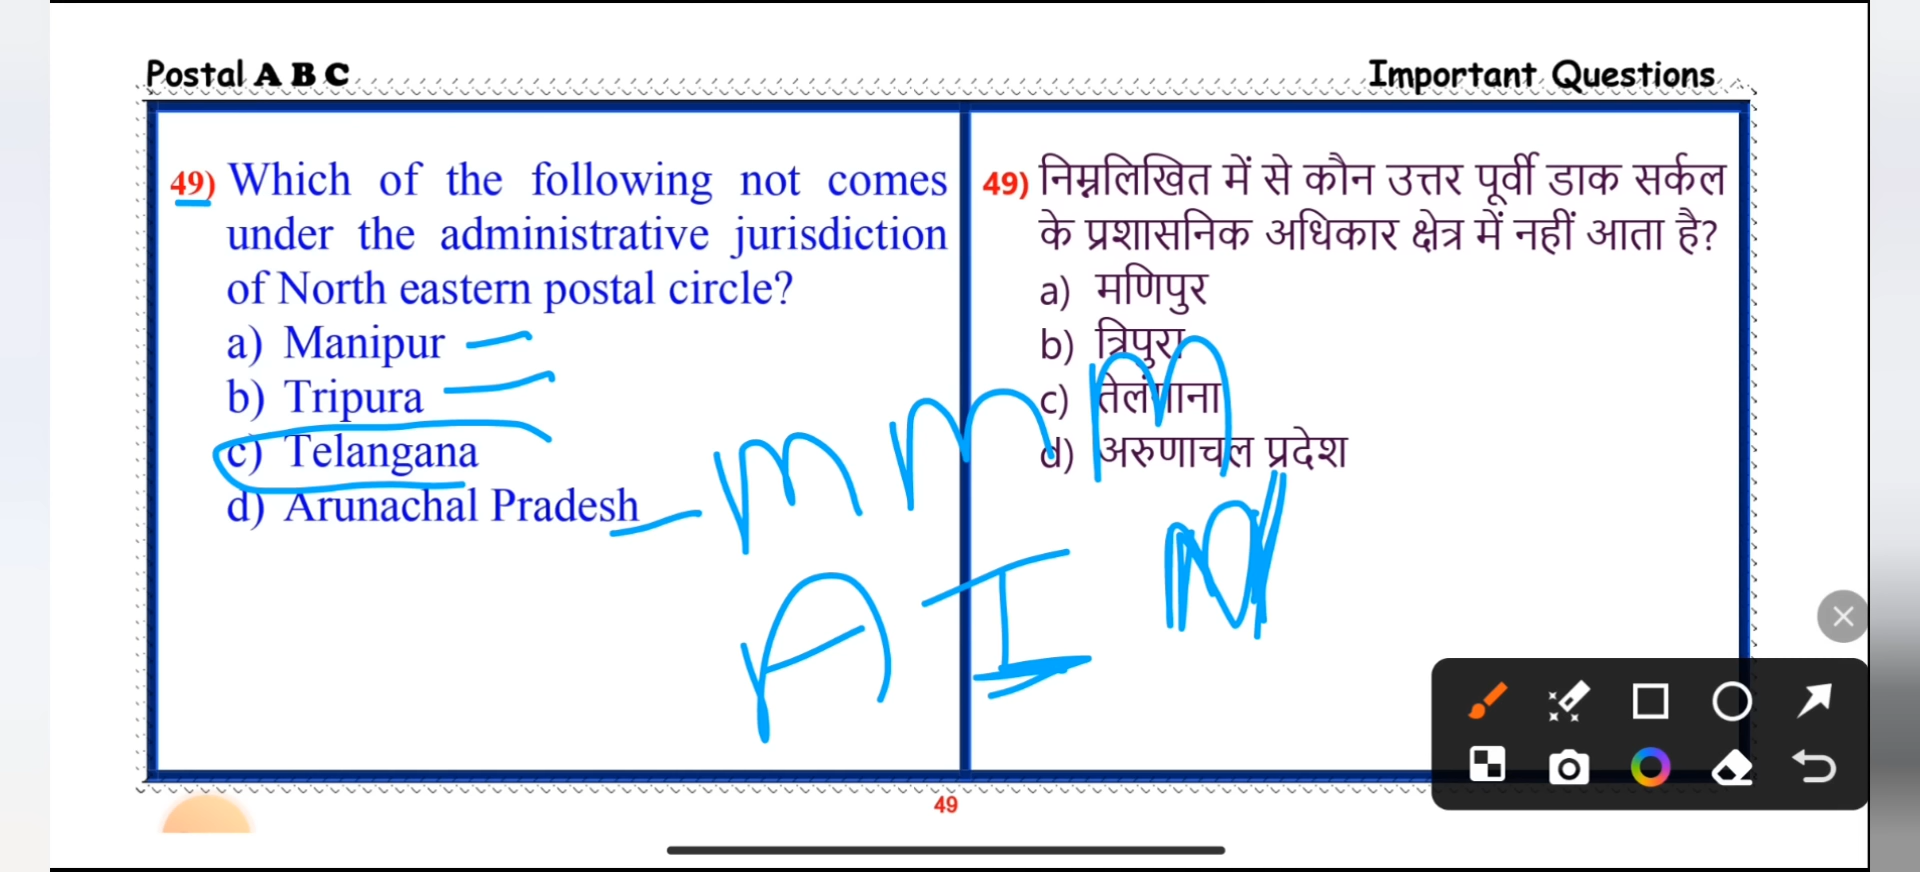 Postal A B C
Important Questions
49) Which of the following not comes
under the administrative jurisdiction
of North eastern postal circle?
a) Manipur
b) Tripura
c) Telangana
d) Arunachal Pradesh
49) निम्नलिखित में से कौन उत्तर पूर्वी डाक सर्कल
के प्रशासनिक अधिकार क्षेत्र में नहीं आता है?
a) मणिपुर
b) त्रिपुरा
c) तेलंगाना
d) अरुणाचल प्रदेश
m m m
A I N
49